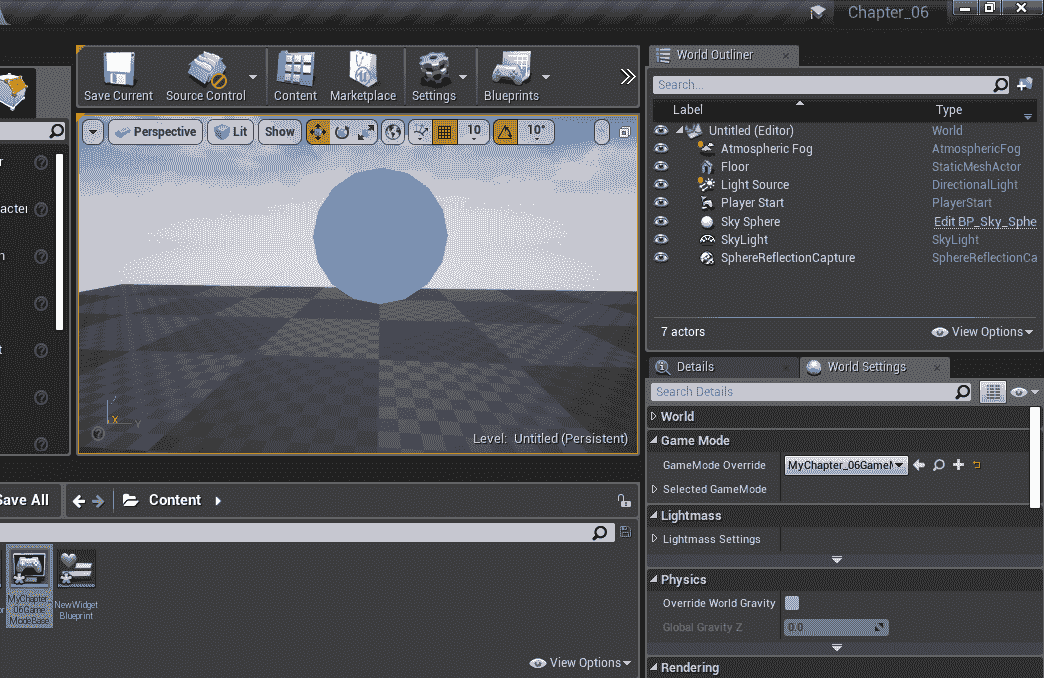 Chapter_06
Save Current
Source Control
Content
Marketplace
Settings
Blueprints
Perspective
Lit
Show
10
10°
Level: Untitled (Persistent)
X
World Outliner
Search...
Label Type
Untitled (Editor) World
Atmospheric Fog AtmosphericFog
Floor StaticMeshActor
Light Source DirectionalLight
Player Start PlayerStart
Sky Sphere Edit BP_Sky_Sphe
SkyLight SkyLight
SphereReflectionCapture SphereReflectionCa
7 actors
View Options
Details
World Settings
Search Details
World
Game Mode
GameMode Override MyChapter_06GameM
Selected GameMode
Lightmass
Lightmass Settings
Physics
Override World Gravity
Global Gravity Z 0.0
Rendering
r
acter
n
t
Save All
Content
MyChapter_
06Game
ModeBase
NewWidget
Blueprint
View Options